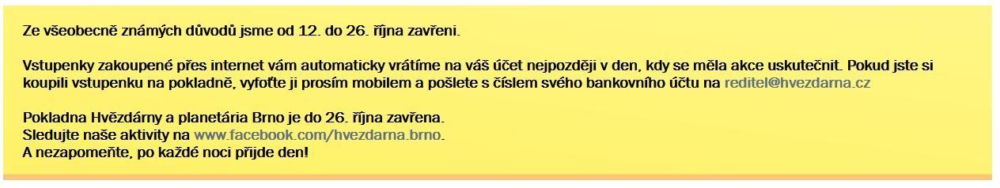 Ze všeobecně známých důvodů jsme od 12. do 26. října zavřeni.
Vstupenky zakoupené přes internet vám automaticky vrátíme na váš účet nejpozději v den, kdy se měla akce uskutečnit. Pokud jste si
koupili vstupenku na pokladně, vyfoťte ji prosím mobilem a pošlete s číslem svého bankovního účtu na reditel@hvezdarna.cz
Pokladna Hvězdárny a planetária Brno je do 26. října zavřena.
Sledujte naše aktivity na www.facebook.com/hvezdarna.brno.
A nezapomeňte, po každé noci přijde den!